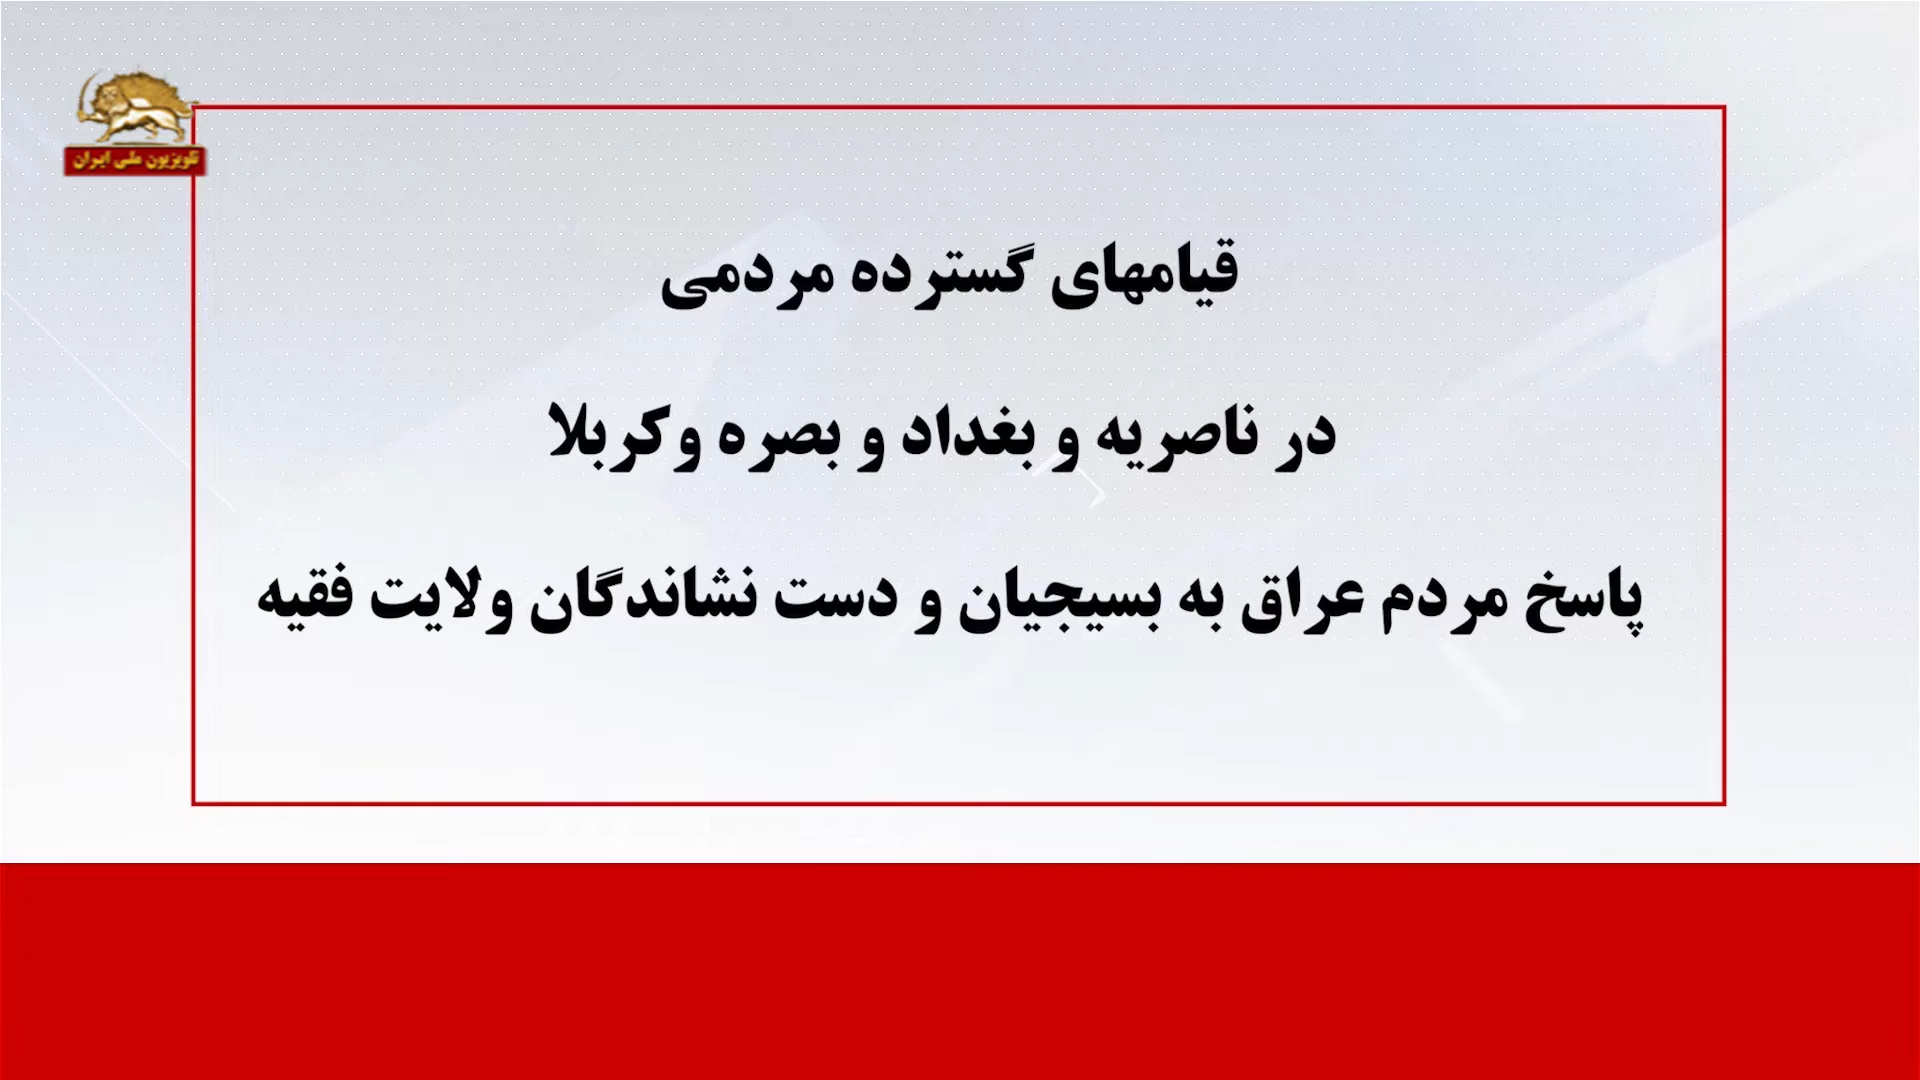 تلویزیون ملی ایران
قیامهای گسترده مردمی
در ناصریه و بغداد و بصره وکربلا
پاسخ مردم عراق به بسیجیان و دست نشاندگان ولایت فقیه